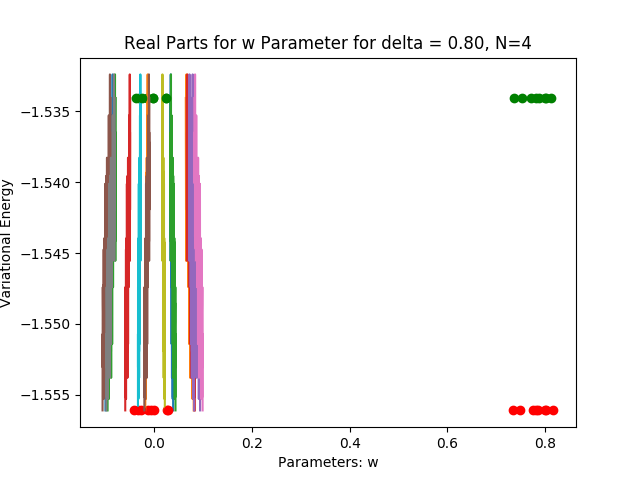 Real Parts for w Parameter for delta = 0.80, N=4
Variational Energy
−1.535
−1.540
−1.545
−1.550
−1.555
0.0 0.2 0.4 0.6 0.8
Parameters: w